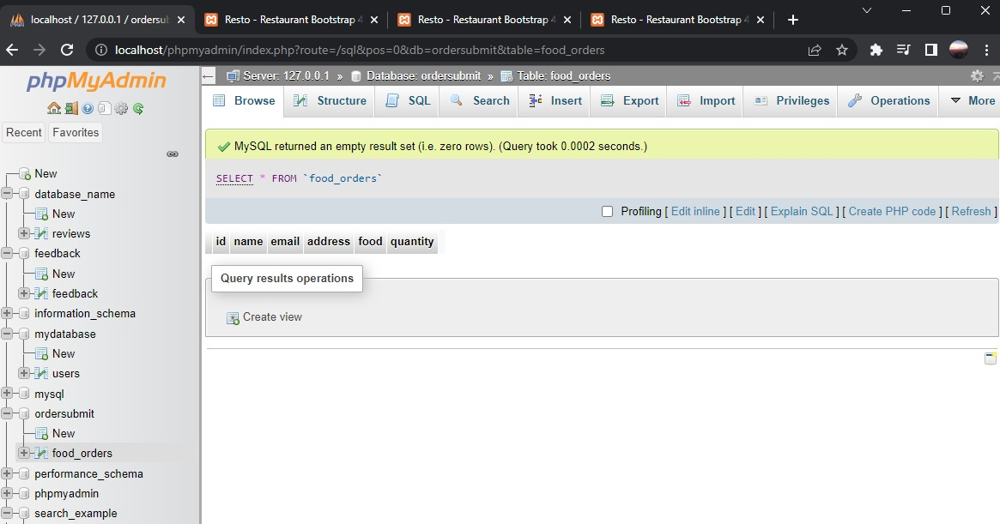 localhost / 127.0.0.1 / ordersu
Resto - Restaurant Bootstrap 4
Resto - Restaurant Bootstrap 4
Resto - Restaurant Bootstrap 4
localhost/phpmyadmin/index.php?route=/sql&pos=0&db=ordersubmit&table=food_orders
phpMyAdmin
Recent Favorites
New
database_name
New
reviews
feedback
New
feedback
information_schema
mydatabase
New
users
mysql
ordersubmit
New
food_orders
performance_schema
phpmyadmin
search_example
Server: 127.0.0.1 » Database: ordersubmit » Table: food_orders
Browse Structure SQL Search Insert Export Import Privileges Operations More
MySQL returned an empty result set (i.e. zero rows). (Query took 0.0002 seconds.)
SELECT * FROM `food_orders`
Profiling [ Edit inline ] [ Edit ] [ Explain SQL ] [ Create PHP code ] [ Refresh ]
id name email address food quantity
Query results operations
Create view